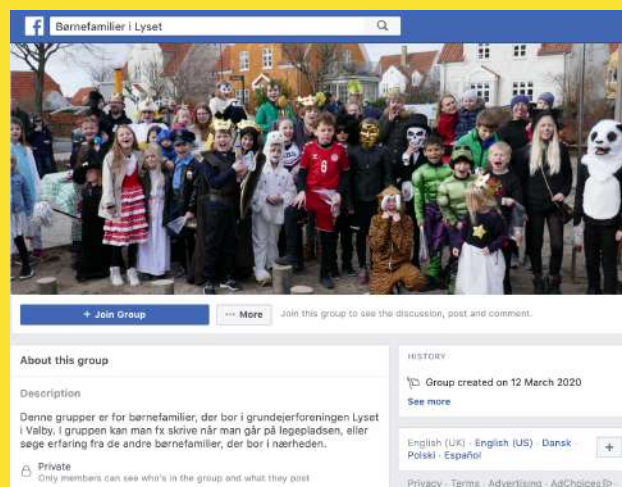 f Børnefamilier i Lyset
6
+ Join Group
··· More
Join this group to see the discussion, post and comment.
About this group
Description
Denne grupper er for børnefamilier, der bor i grundejerforeningen Lyset
i Valby. I gruppen kan man fx skrive når man går på legepladsen, eller
søge erfaring fra de andre børnefamilier, der bor i nærheden.
Private
Only members can see who's in the group and what they post
HISTORY
Group created on 12 March 2020
See more
English (UK) · English (US) · Dansk ·
Polski · Español
+
Privacy · Terms · Advertising · AdChoices ·